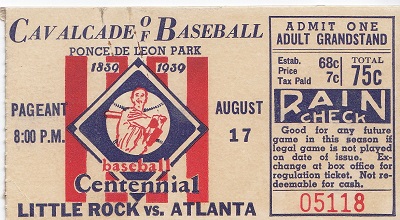 CAVALCADE OF BASEBALL
PONCE DE LEON PARK
1839 1939
PAGEANT
8:00 P.M.
AUGUST
17
baseball
Centennial
LITTLE ROCK vs. ATLANTA
ADMIT ONE
ADULT GRANDSTAND
Estab. Price 68c
Tax Pd 7c
TOTAL
75c
RAIN
CHECK
Good for any future
game in this season if
legal game is not played
on date of issue. Ex-
change at box office for
regulation ticket. Not re-
deemable for cash.
05118